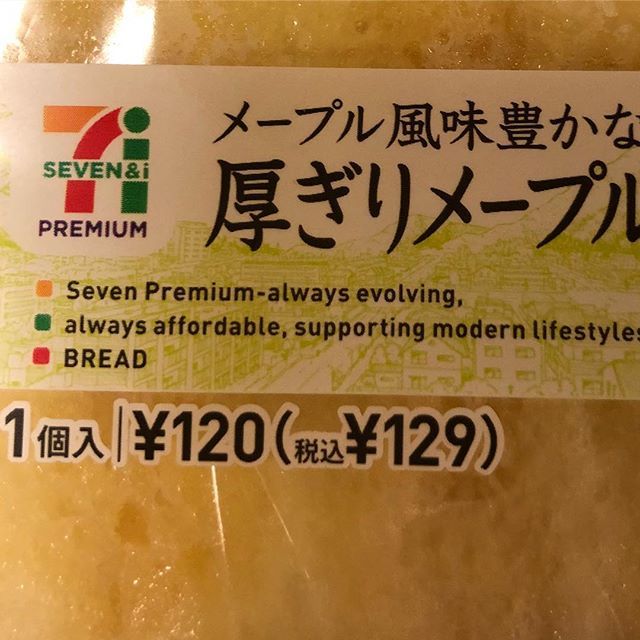 SEVEN&i
PREMIUM
メープル風味豊かな
厚ぎりメープル
Seven Premium-always evolving,
always affordable, supporting modern lifestyles
BREAD
1個入 ¥120(税込¥129)